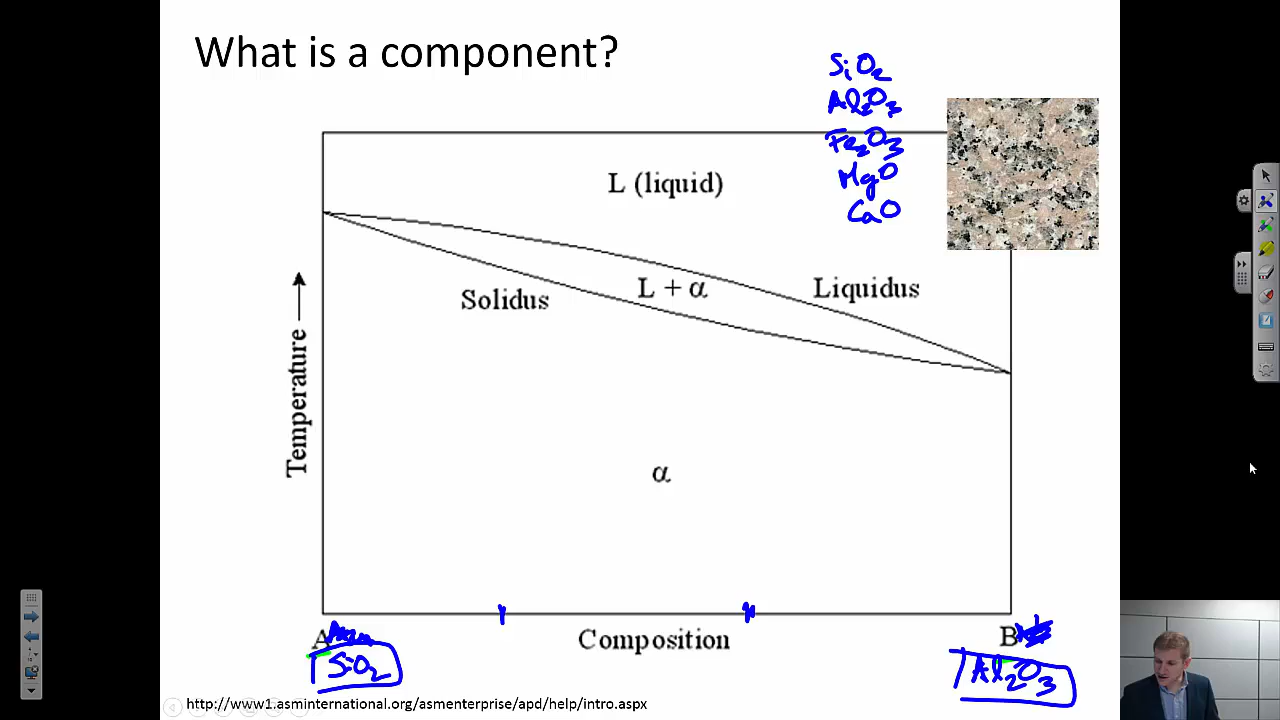 What is a component?
SiO2
Al2O3
Fe2O3
MgO
CaO
L (liquid)
Solidus
L + α
Liquidus
Temperature
α
A
Composition
B
SiO2
Al2O3
http://www1.asminternational.org/asmenterprise/apd/help/intro.aspx